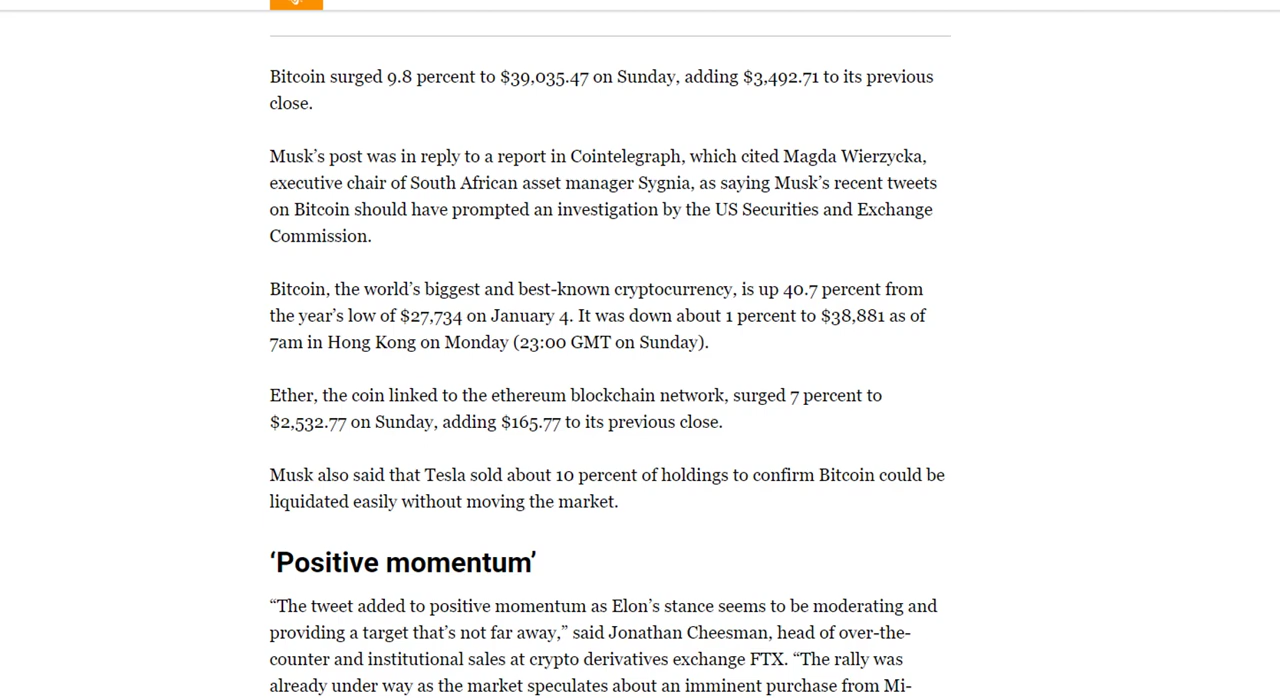 Bitcoin surged 9.8 percent to $39,035.47 on Sunday, adding $3,492.71 to its previous
close.
Musk’s post was in reply to a report in Cointelegraph, which cited Magda Wierzycka,
executive chair of South African asset manager Sygnia, as saying Musk’s recent tweets
on Bitcoin should have prompted an investigation by the US Securities and Exchange
Commission.
Bitcoin, the world’s biggest and best-known cryptocurrency, is up 40.7 percent from
the year’s low of $27,734 on January 4. It was down about 1 percent to $38,881 as of
7am in Hong Kong on Monday (23:00 GMT on Sunday).
Ether, the coin linked to the ethereum blockchain network, surged 7 percent to
$2,532.77 on Sunday, adding $165.77 to its previous close.
Musk also said that Tesla sold about 10 percent of holdings to confirm Bitcoin could be
liquidated easily without moving the market.
‘Positive momentum’
“The tweet added to positive momentum as Elon’s stance seems to be moderating and
providing a target that’s not far away,” said Jonathan Cheesman, head of over-the-
counter and institutional sales at crypto derivatives exchange FTX. “The rally was
already under way as the market speculates about an imminent purchase from Mi-